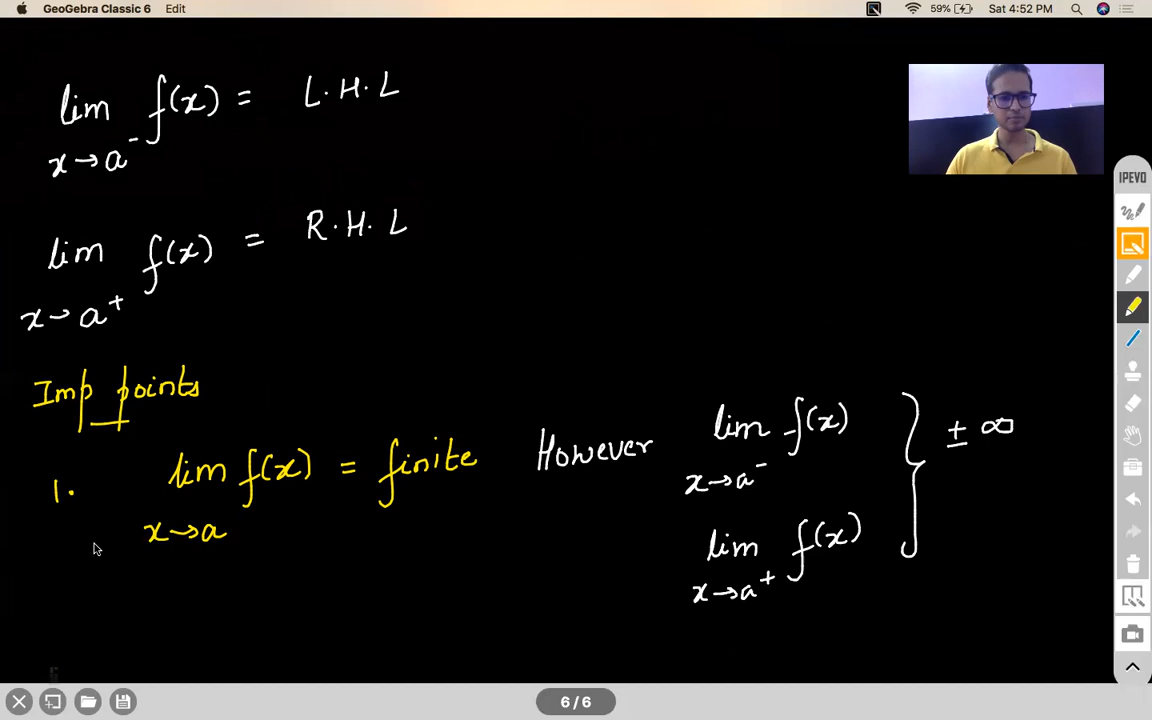 GeoGebra Classic 6 Edit 59% Sat 4:52 PM
lim f(x) = L.H.L
x→a⁻
IPEVO
lim f(x) = R.H.L
x→a⁺
Imp points
1. lim f(x) = finite However lim f(x) } ± ∞
x→a x→a⁻
lim f(x)
x→a⁺
6/6